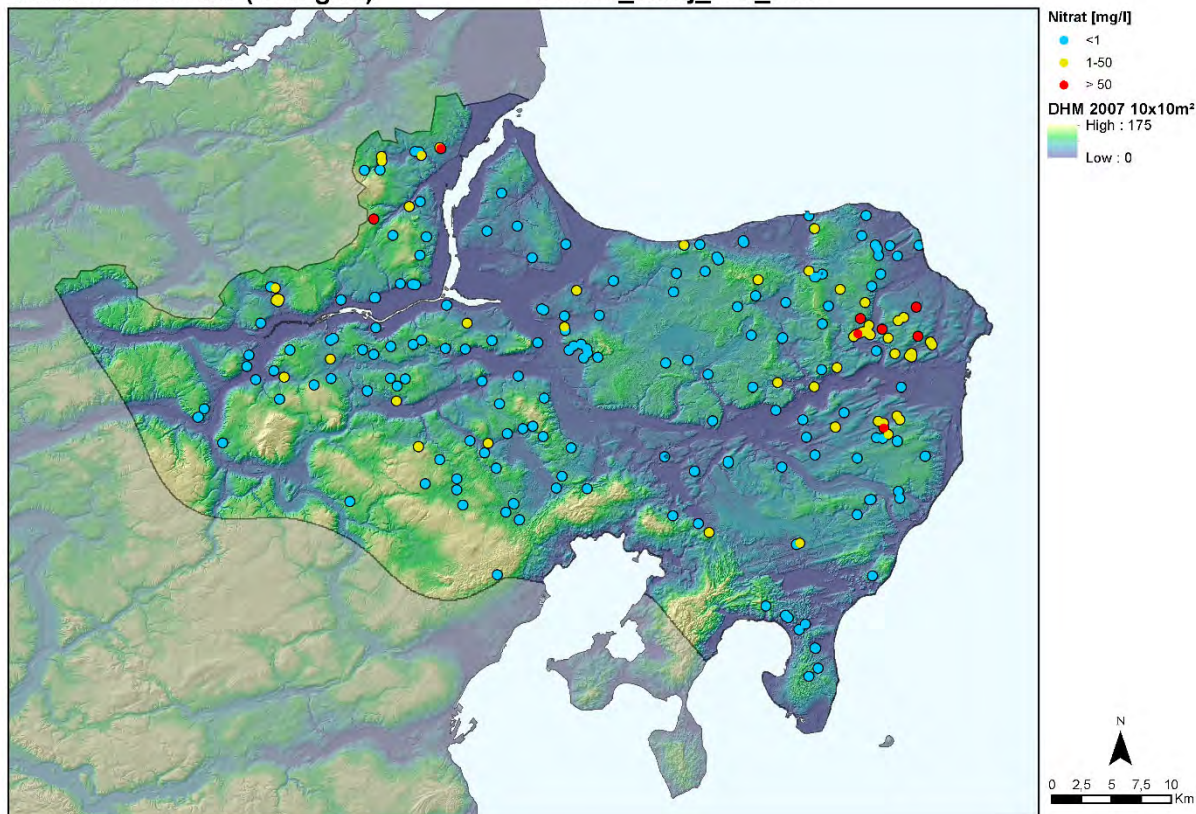 Nitrat [mg/l]
<1
1-50
> 50
DHM 2007 10x10m²
High : 175
Low : 0
N
0 2,5 5 7,5 10
Km